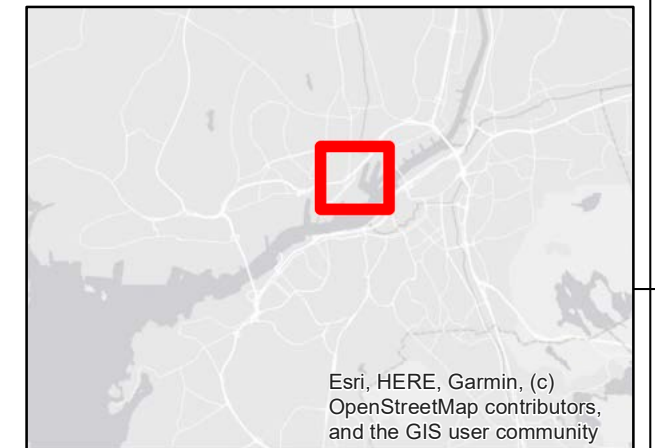 Esri, HERE, Garmin, (c)
OpenStreetMap contributors,
and the GIS user community